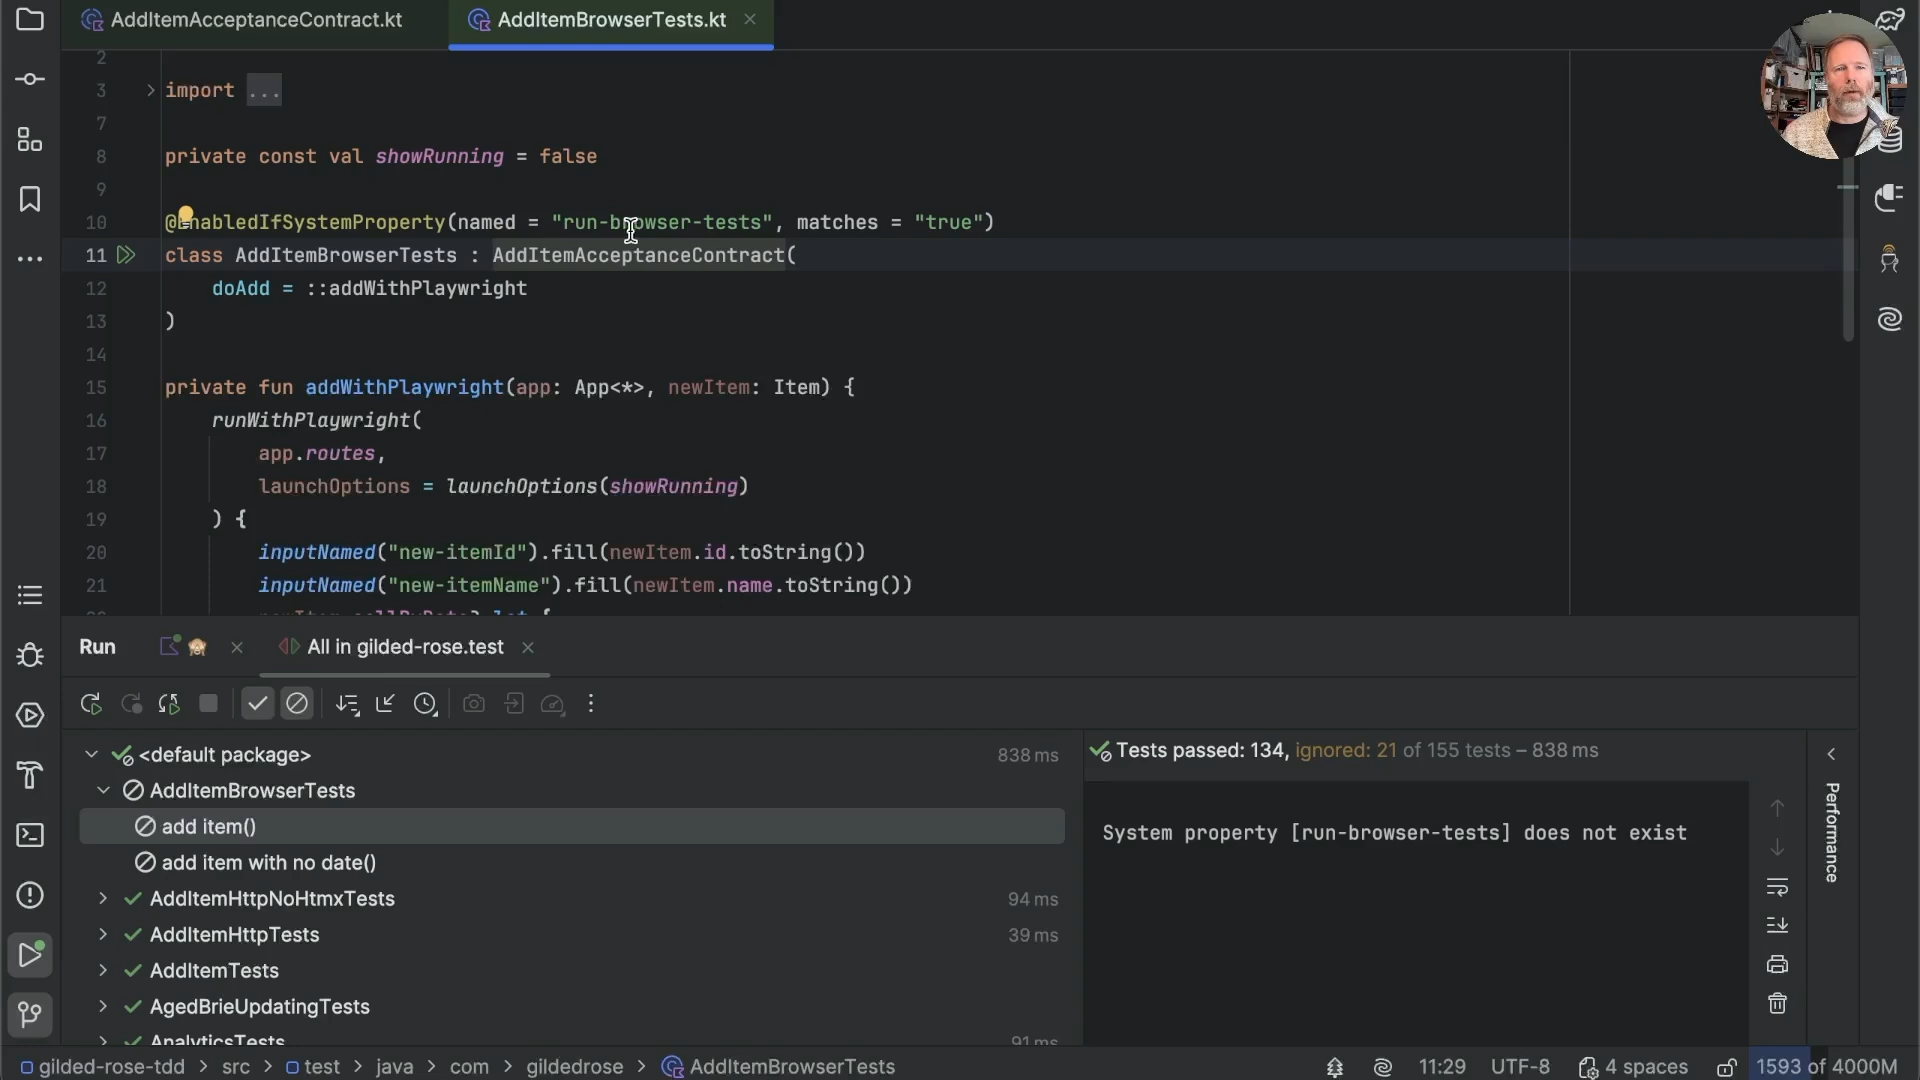 AddItemAcceptanceContract.kt
AddItemBrowserTests.kt
2
3 import ...
7
8 private const val showRunning = false
9
10 @EnabledIfSystemProperty(named = "run-browser-tests", matches = "true")
11 class AddItemBrowserTests : AddItemAcceptanceContract(
12 doAdd = ::addWithPlaywright
13 )
14
15 private fun addWithPlaywright(app: App<*>, newItem: Item) {
16 runWithPlaywright(
17 app.routes,
18 launchOptions = launchOptions(showRunning)
19 ) {
20 inputNamed("new-itemId").fill(newItem.id.toString())
21 inputNamed("new-itemName").fill(newItem.name.toString())
Run
All in gilded-rose.test
<default package> 838 ms
AddItemBrowserTests
add item()
add item with no date()
AddItemHttpNoHtmxTests 94 ms
AddItemHttpTests 39 ms
AddItemTests
AgedBrieUpdatingTests
AnalyticsTests 91 ms
Tests passed: 134, ignored: 21 of 155 tests – 838 ms
System property [run-browser-tests] does not exist
Performance
gilded-rose-tdd > src > test > java > com > gildedrose > AddItemBrowserTests
11:29 UTF-8 4 spaces 1593 of 4000M